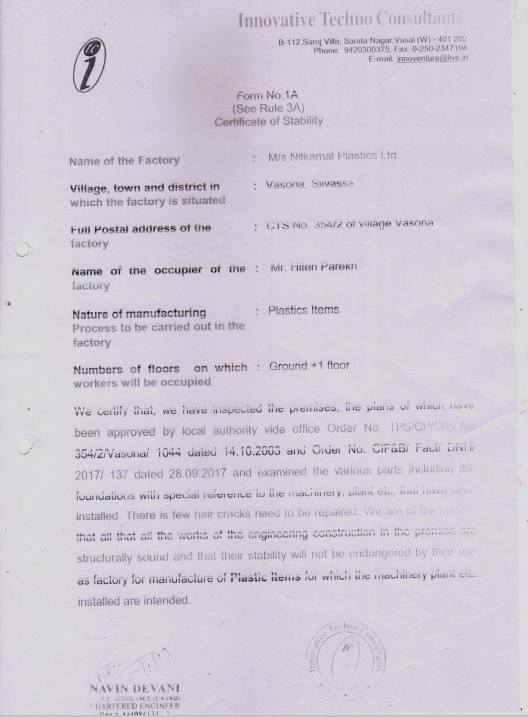 Innovative Techno Consultants
B-112,Saroj Villa, Samta Nagar,Vasai (W) - 401 202
Phone: 9420300375, Fax: 0-250-2347194
E-mail: innoventure@live.in
Form No.1A
(See Rule 3A)
Certificate of Stability
Name of the Factory : M/s Nilkamal Plastics Ltd.
Village, town and district in : Vasona, Silvassa
which the factory is situated
Full Postal address of the : CTS No. 354/2 of village Vasona
factory
Name of the occupier of the : Mr. Hiten Parekh
factory
Nature of manufacturing : Plastics Items
Process to be carried out in the
factory
Numbers of floors on which : Ground +1 floor
workers will be occupied
We certify that, we have inspected the premises, the plans of which have
been approved by local authority vide office Order No.
354/2/Vasona/ 1044 dated 14.10.2003 and Order No. CIF&B/ Fact/ DNH/
2017/ 137 dated 28.09.2017 and examined the various parts including the
foundations with special reference to the machinery, plant etc. that have been
installed. There is few hair cracks need to be repaired. We are of the
that all that all the works of the engineering construction in the premise are
structurally sound and that their stability will not be endangered by their use
as factory for manufacture of Plastic Items for which the machinery plant etc.
installed are intended.
Innovative Techno Consultants
NAVIN DEVANI
B.E. (CIVIL) M.E.(CASAD)
CHARTERED ENGINEER